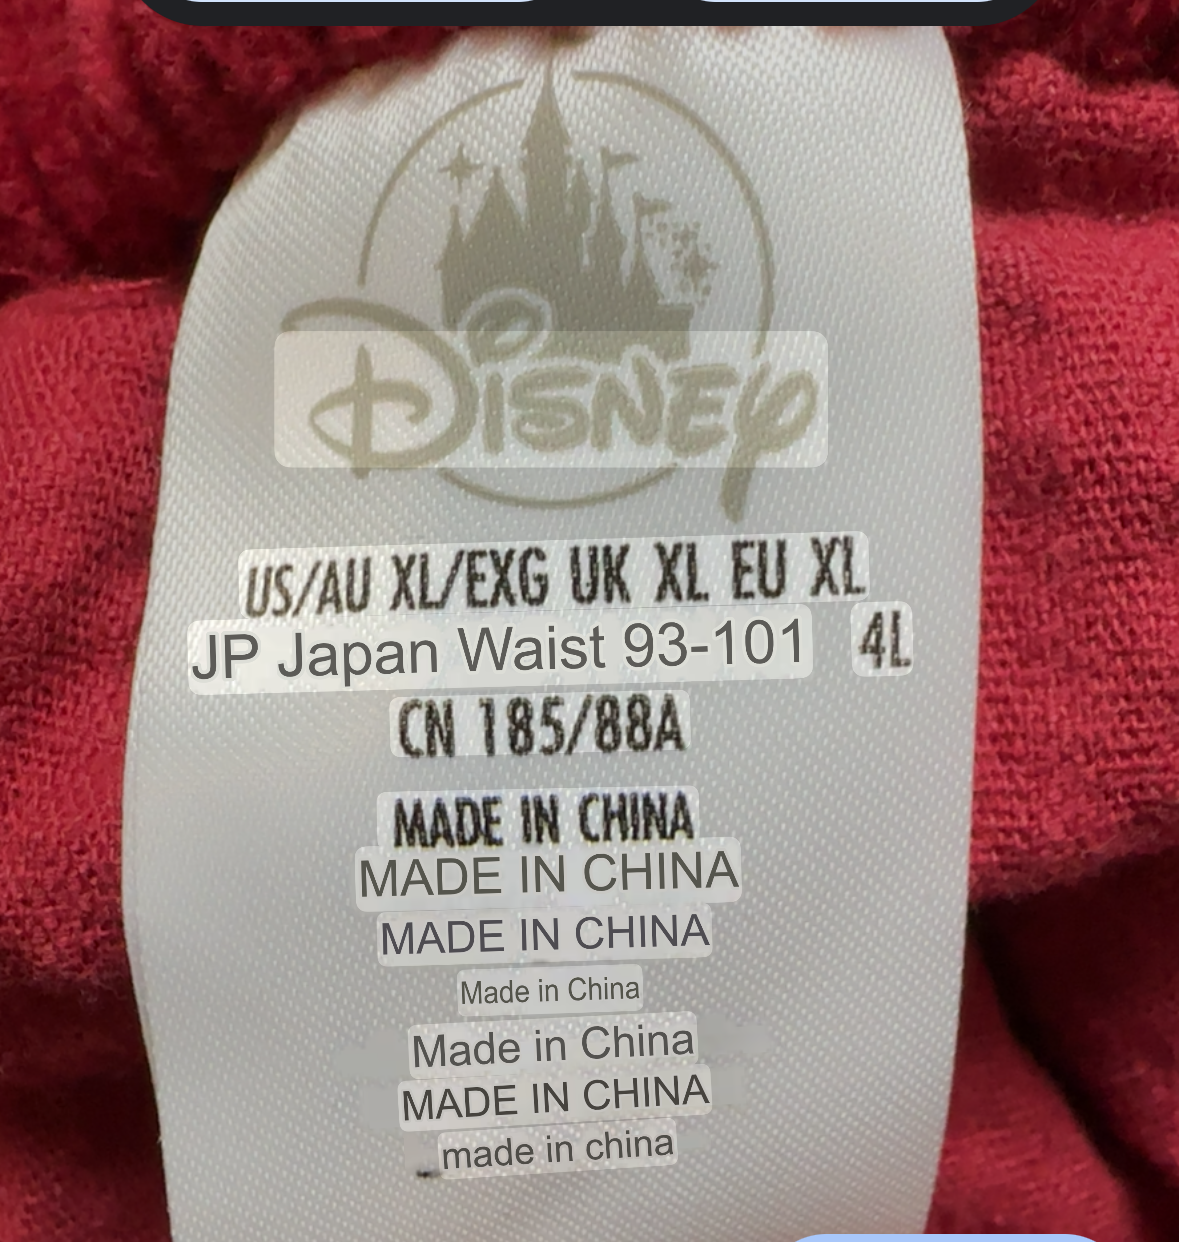 Disney
US/AU XL/EXG UK XL EU XL
JP Japan Waist 93-101 4L
CN 185/88A
MADE IN CHINA
MADE IN CHINA
MADE IN CHINA
Made in China
Made in China
MADE IN CHINA
made in china